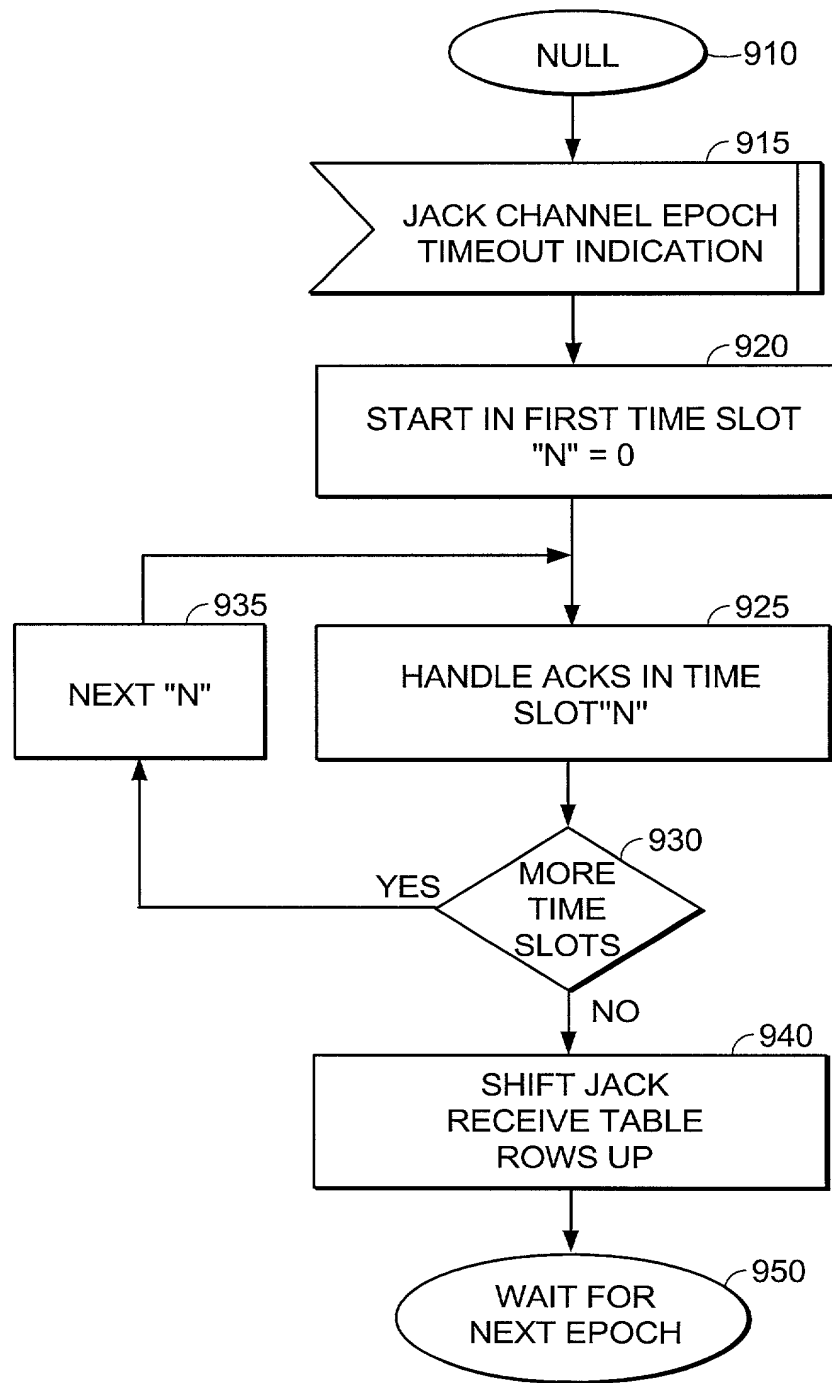 NULL
910
915
JACK CHANNEL EPOCH
TIMEOUT INDICATION
920
START IN FIRST TIME SLOT
"N" = 0
935
NEXT "N"
925
HANDLE ACKS IN TIME
SLOT"N"
930
YES
MORE
TIME
SLOTS
NO
940
SHIFT JACK
RECEIVE TABLE
ROWS UP
950
WAIT FOR
NEXT EPOCH